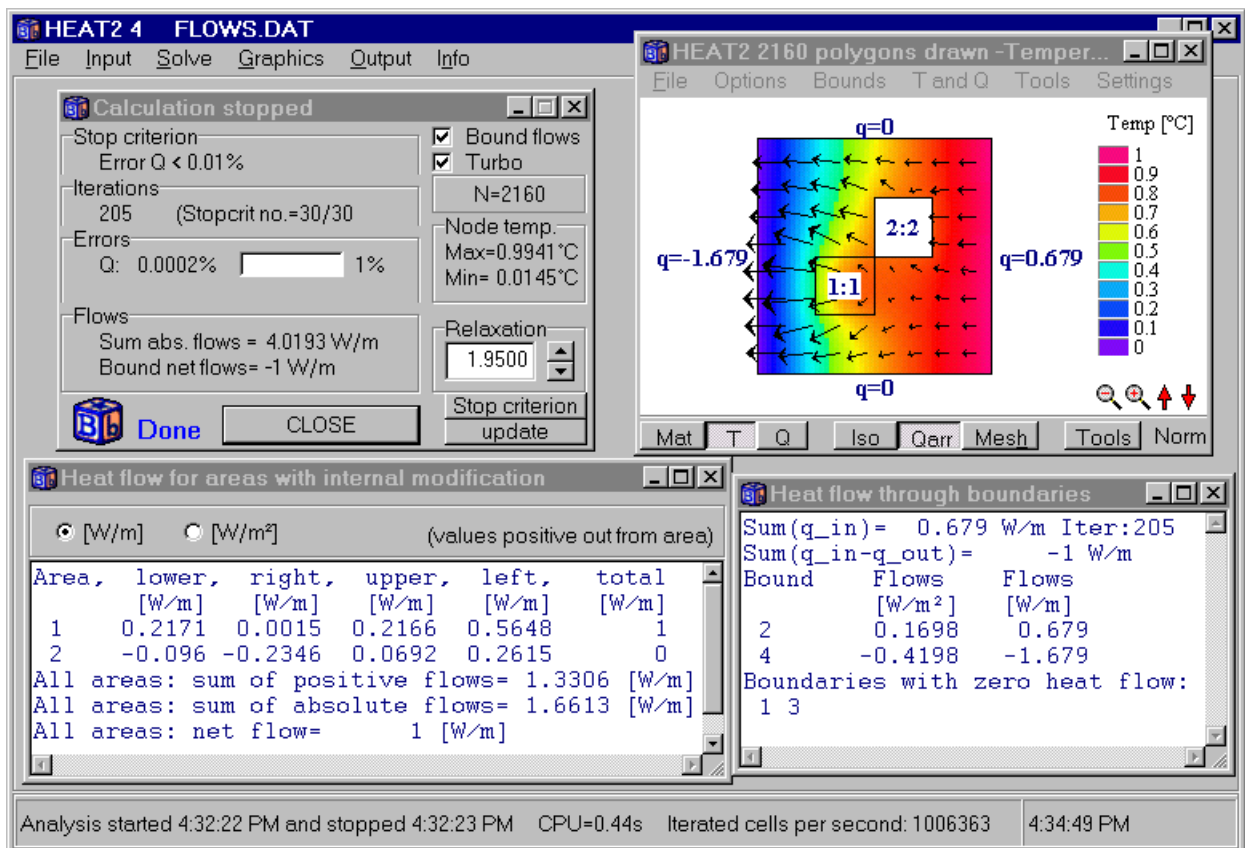 HEAT2 4 FLOWS.DAT
File Input Solve Graphics Output Info
Calculation stopped
Stop criterion
Error Q < 0.01%
Iterations
205 (Stopcrit no.=30/30
Errors
Q: 0.0002% 1%
Flows
Sum abs. flows = 4.0193 W/m
Bound net flows= -1 W/m
Bound flows
Turbo
N=2160
Node temp.
Max=0.9941°C
Min= 0.0145°C
Relaxation
1.9500
Stop criterion
update
Bb Done CLOSE
HEAT2 2160 polygons drawn -Temper...
File Options Bounds T and Q Tools Settings
q=0
Temp [°C]
1
0.9
0.8
0.7
0.6
0.5
0.4
0.3
0.2
0.1
0
2:2
q=-1.679
q=0.679
1:1
q=0
Mat T Q Iso Qarr Mesh Tools Norm
Heat flow for areas with internal modification
[W/m] [W/m²] (values positive out from area)
Area, lower, right, upper, left, total
[W/m] [W/m] [W/m] [W/m] [W/m]
1 0.2171 0.0015 0.2166 0.5648 1
2 -0.096 -0.2346 0.0692 0.2615 0
All areas: sum of positive flows= 1.3306 [W/m]
All areas: sum of absolute flows= 1.6613 [W/m]
All areas: net flow= 1 [W/m]
Heat flow through boundaries
Sum(q_in)= 0.679 W/m Iter:205
Sum(q_in-q_out)= -1 W/m
Bound Flows Flows
[W/m²] [W/m]
2 0.1698 0.679
4 -0.4198 -1.679
Boundaries with zero heat flow:
1 3
Analysis started 4:32:22 PM and stopped 4:32:23 PM CPU=0.44s Iterated cells per second: 1006363 4:34:49 PM